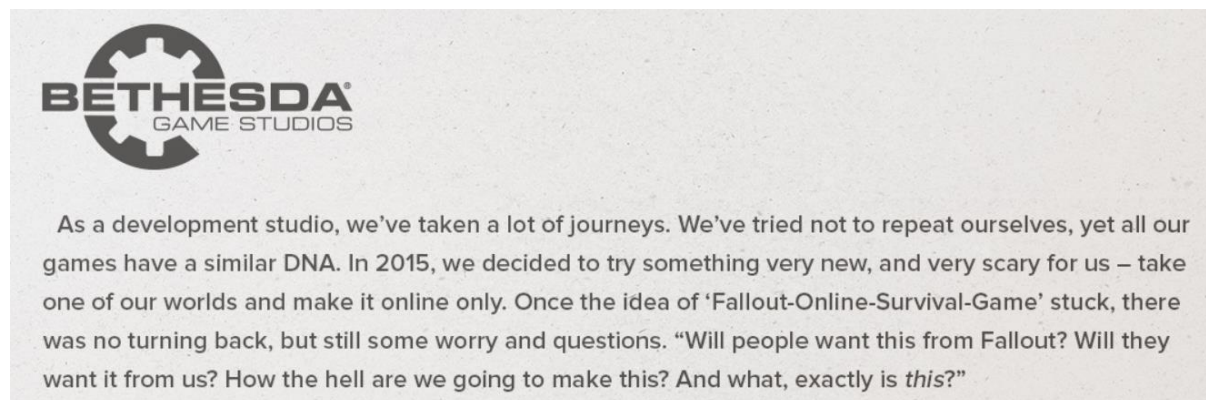 BETHESDA®
GAME STUDIOS
As a development studio, we’ve taken a lot of journeys. We’ve tried not to repeat ourselves, yet all our
games have a similar DNA. In 2015, we decided to try something very new, and very scary for us – take
one of our worlds and make it online only. Once the idea of ‘Fallout-Online-Survival-Game’ stuck, there
was no turning back, but still some worry and questions. “Will people want this from Fallout? Will they
want it from us? How the hell are we going to make this? And what, exactly is this?”